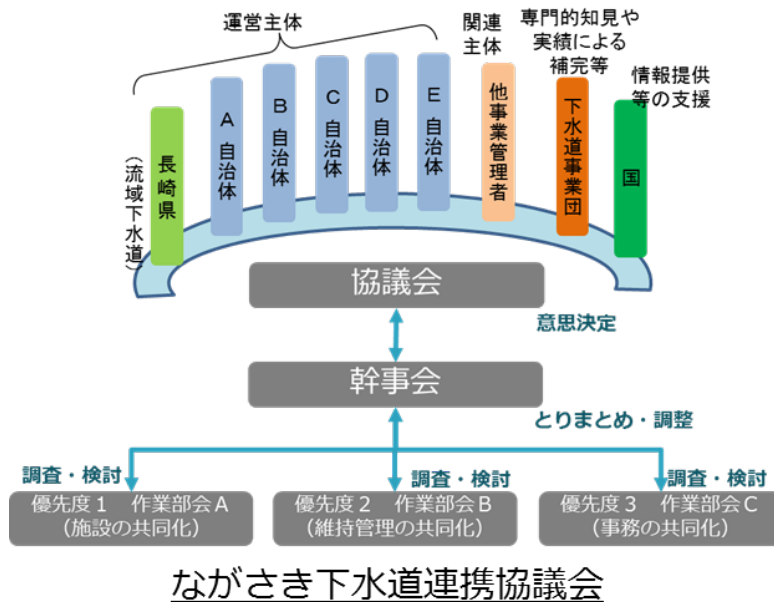 運営主体
関連
主体
専門的知見や
実績による
補完等
情報提供
等の支援
長崎県
(流域下水道)
A自治体
B自治体
C自治体
D自治体
E自治体
他事業管理者
下水道事業団
国
協議会
意思決定
幹事会
とりまとめ・調整
調査・検討
調査・検討
調査・検討
優先度1 作業部会A
(施設の共同化)
優先度2 作業部会B
(維持管理の共同化)
優先度3 作業部会C
(事務の共同化)
ながさき下水道連携協議会